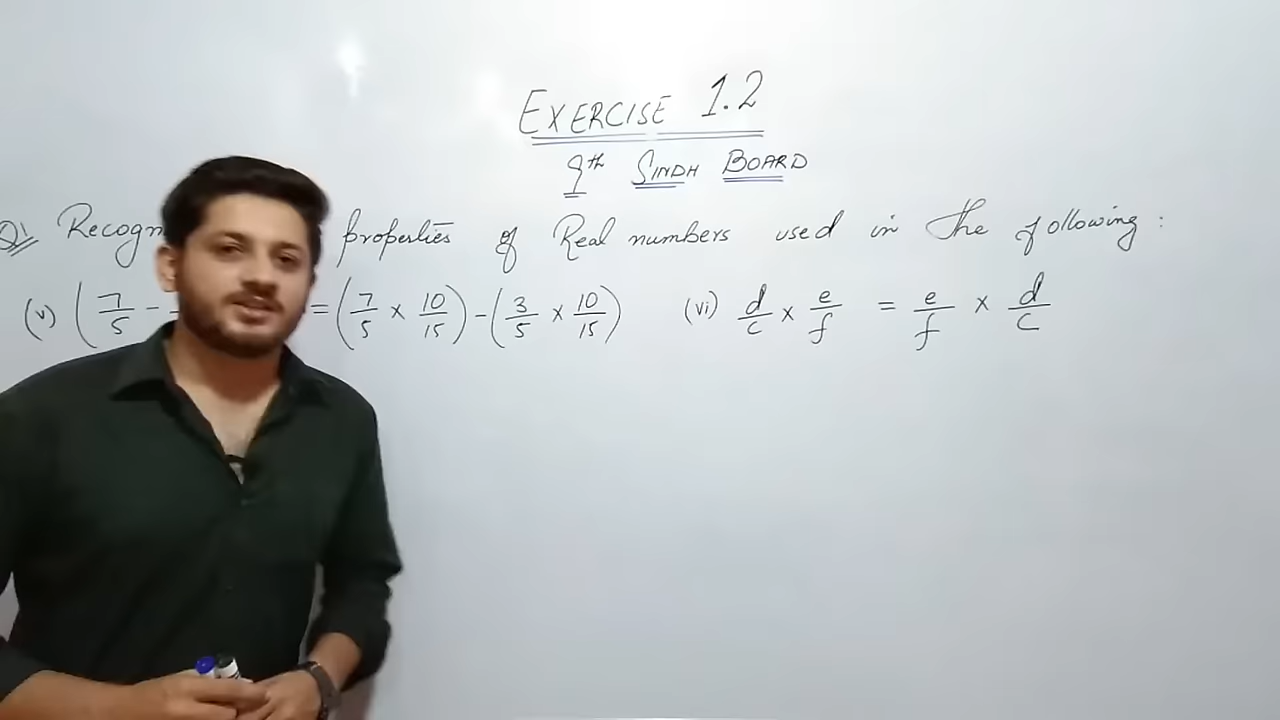 EXERCISE 1.2
9th SINDH BOARD
Q1 Recogn properties of Real numbers used in the following :
(v) (7/5 - = (7/5 × 10/15) - (3/5 × 10/15) (vi) d/c × e/f = e/f × d/c